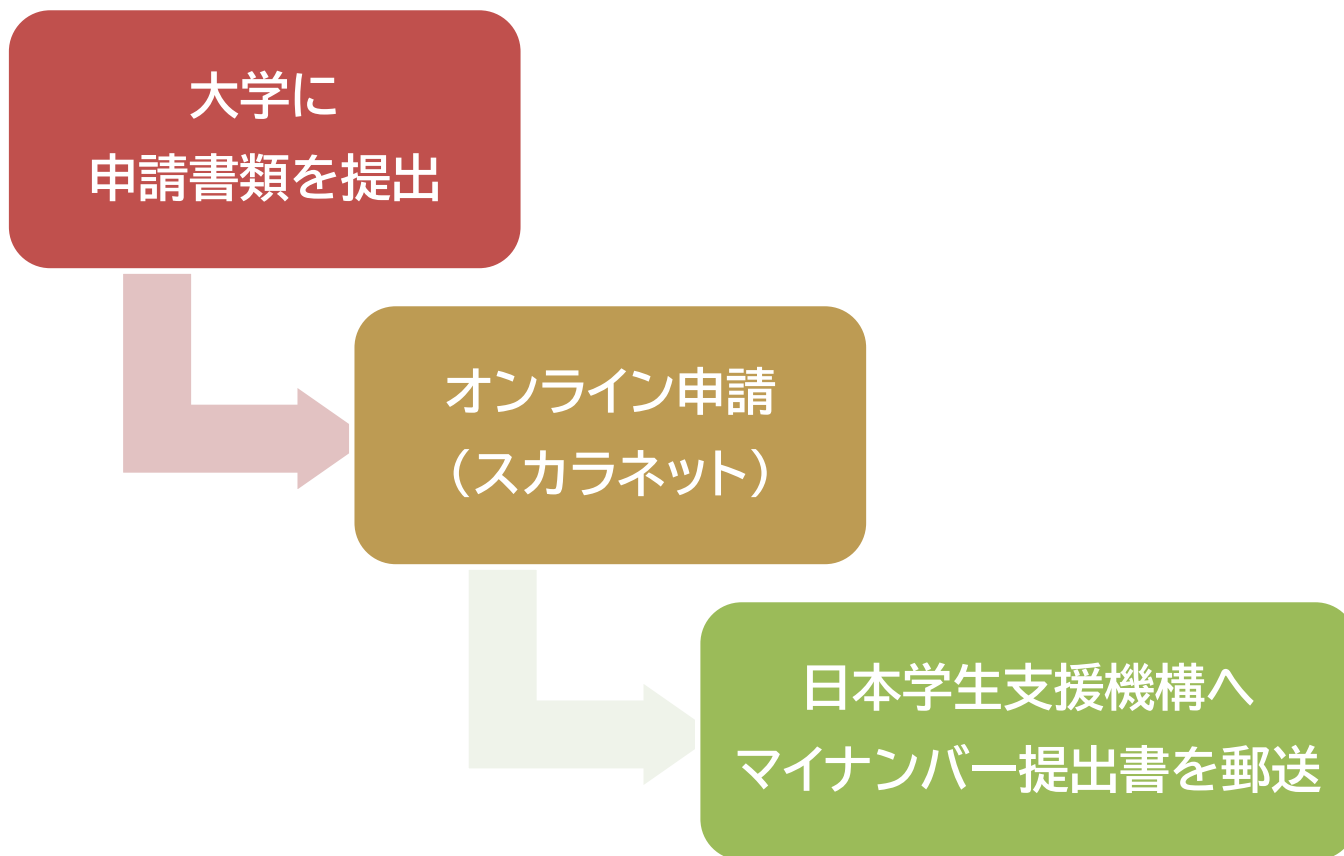 大学に
申請書類を提出
オンライン申請
（スカラネット）
日本学生支援機構へ
マイナンバー提出書を郵送